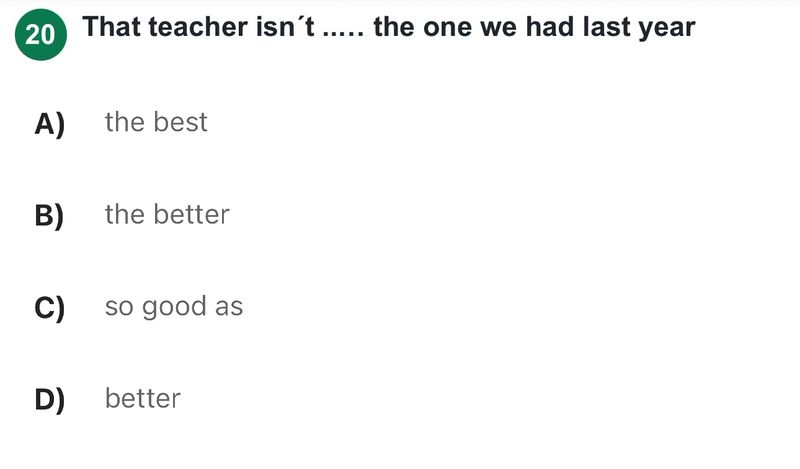 20 That teacher isn´t ..... the one we had last year
A) the best
B) the better
C) so good as
D) better